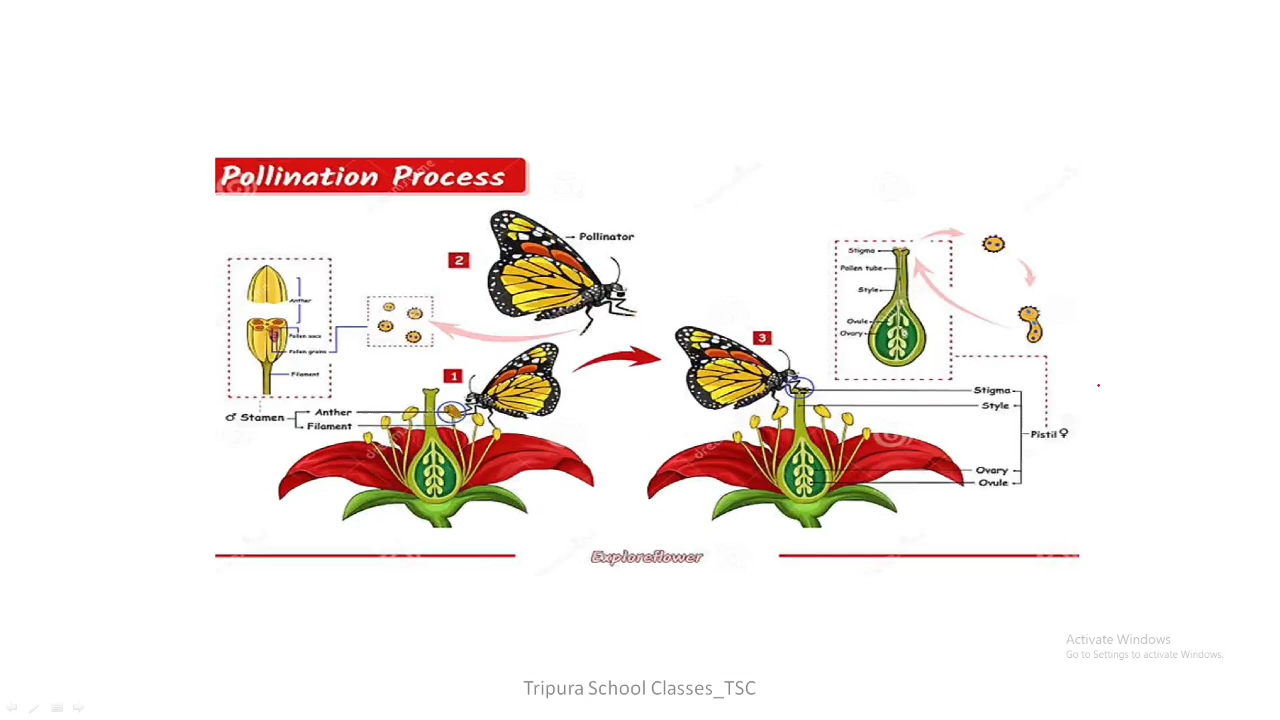 Pollination Process
2
Pollinator
Anther
Pollen sacs
Pollen grains
Filament
1
♂ Stamen
Anther
Filament
3
Stigma
Pollen tube
Style
Ovule
Ovary
Stigma
Style
Pistil ♀
Ovary
Ovule
Exploreflower
Activate Windows
Go to Settings to activate Windows.
Tripura School Classes_TSC